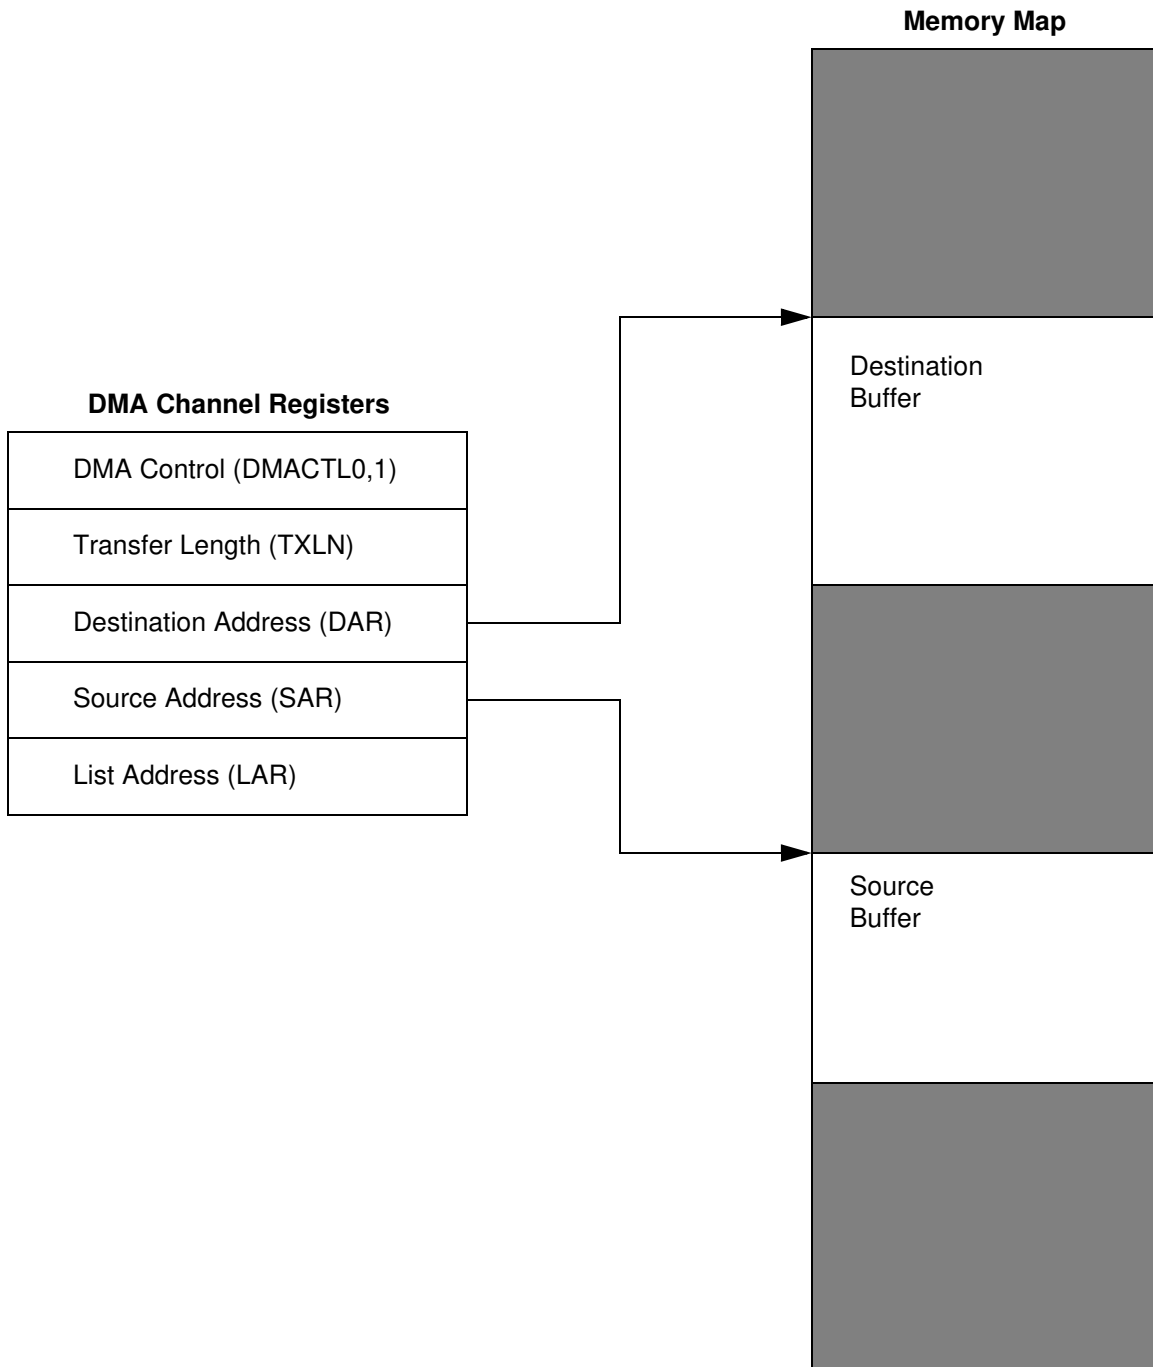 Memory Map
Destination
Buffer
DMA Channel Registers
DMA Control (DMACTL0,1)
Transfer Length (TXLN)
Destination Address (DAR)
Source Address (SAR)
List Address (LAR)
Source
Buffer